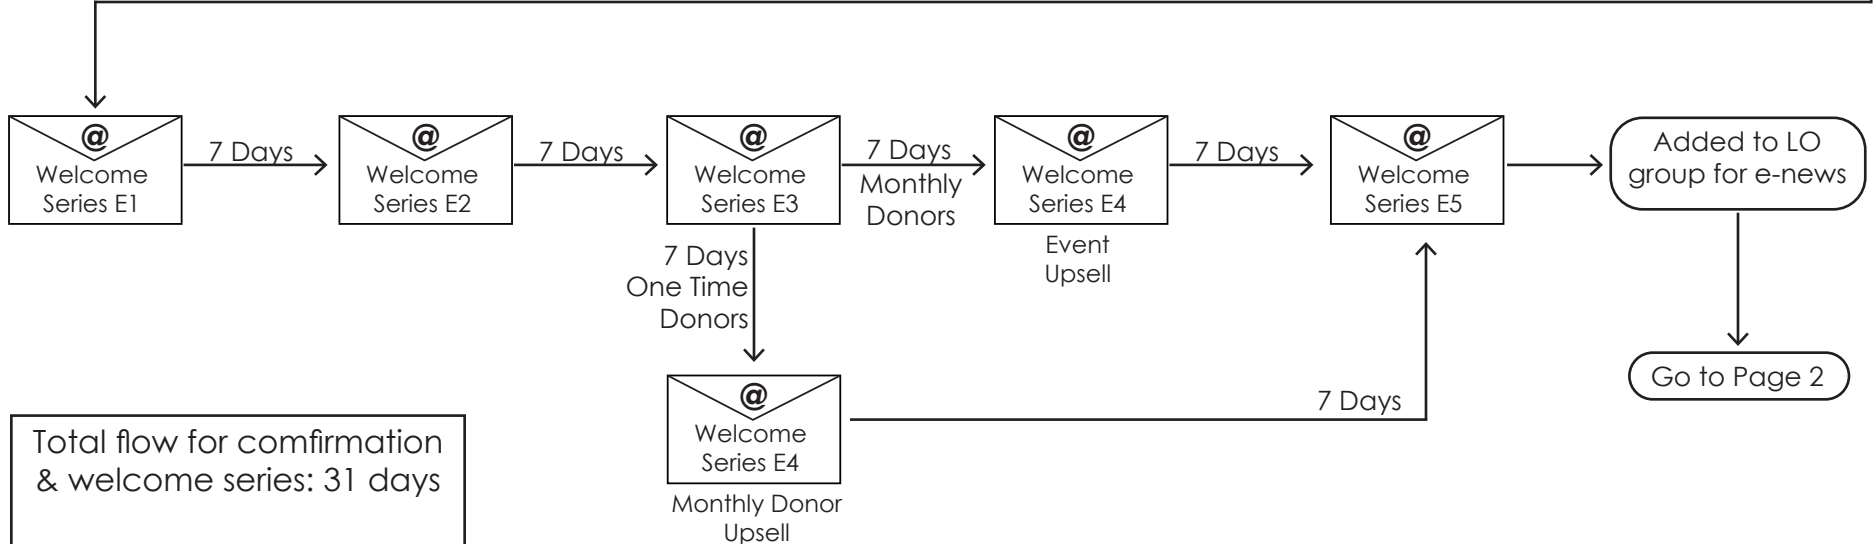 @
Welcome
Series E1
7 Days
@
Welcome
Series E2
7 Days
@
Welcome
Series E3
7 Days
Monthly
Donors
@
Welcome
Series E4
Event
Upsell
7 Days
@
Welcome
Series E5
Added to LO
group for e-news
Go to Page 2
7 Days
One Time
Donors
@
Welcome
Series E4
Monthly Donor
Upsell
7 Days
Total flow for comfirmation
& welcome series: 31 days